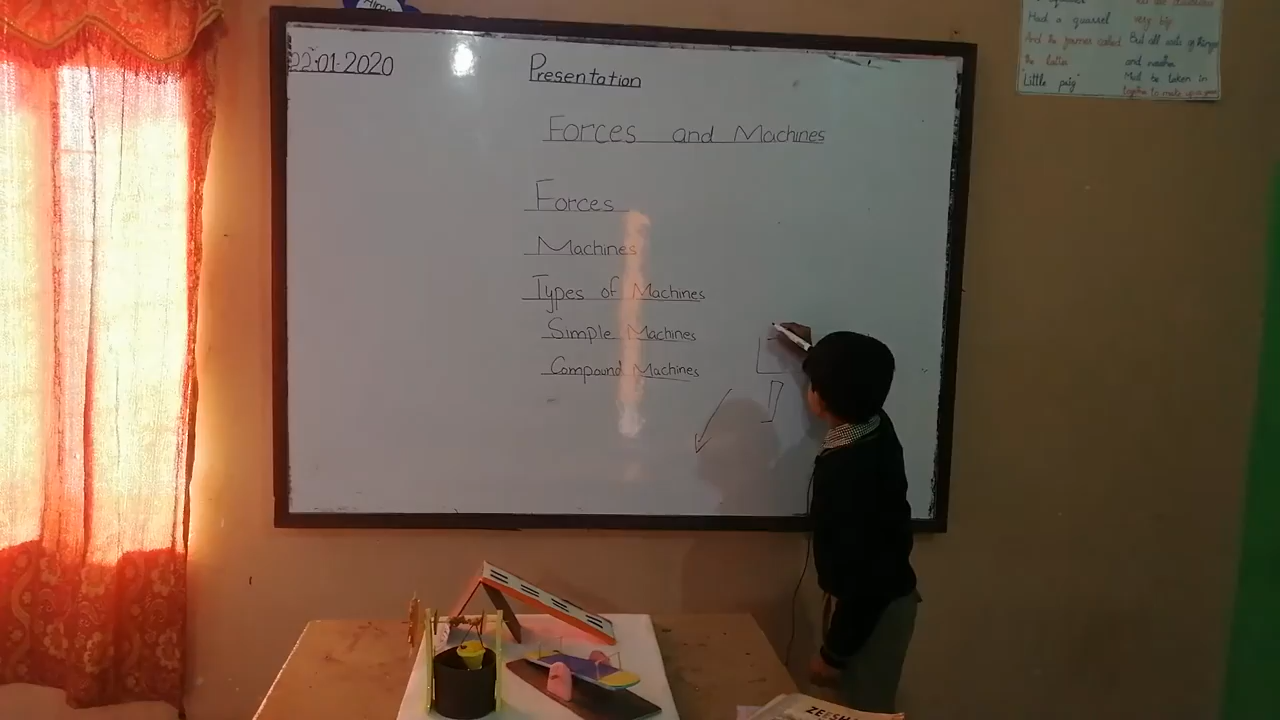 22.01.2020
Presentation
Forces and Machines
Forces
Machines
Types of Machines
Simple Machines
Compound Machines
Had a quarrel
And the former called
the latter
"Little prig"
very big
But all sorts of things
and weather
Must be taken in
together to make up a year